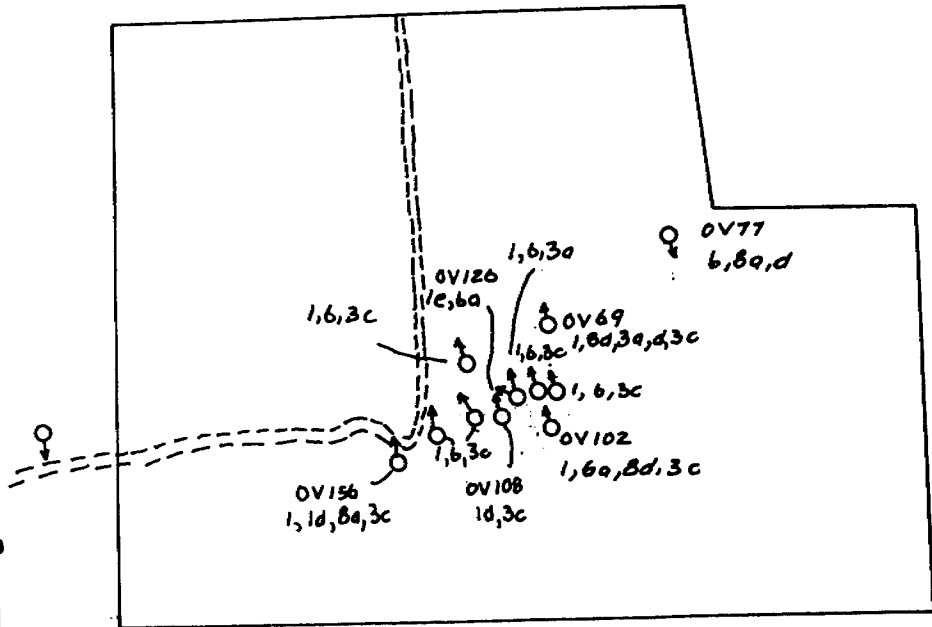 OV77
6,8a,d
1,6,3a
OV126
1e,6a
1,6,3c
OV69
1,8d,3a,d,3c
1,6,3c
1,6,3c
OV102
1,6a,8d,3c
1,6,3c
OV108
1d,3c
OV156
1,1d,8a,3c